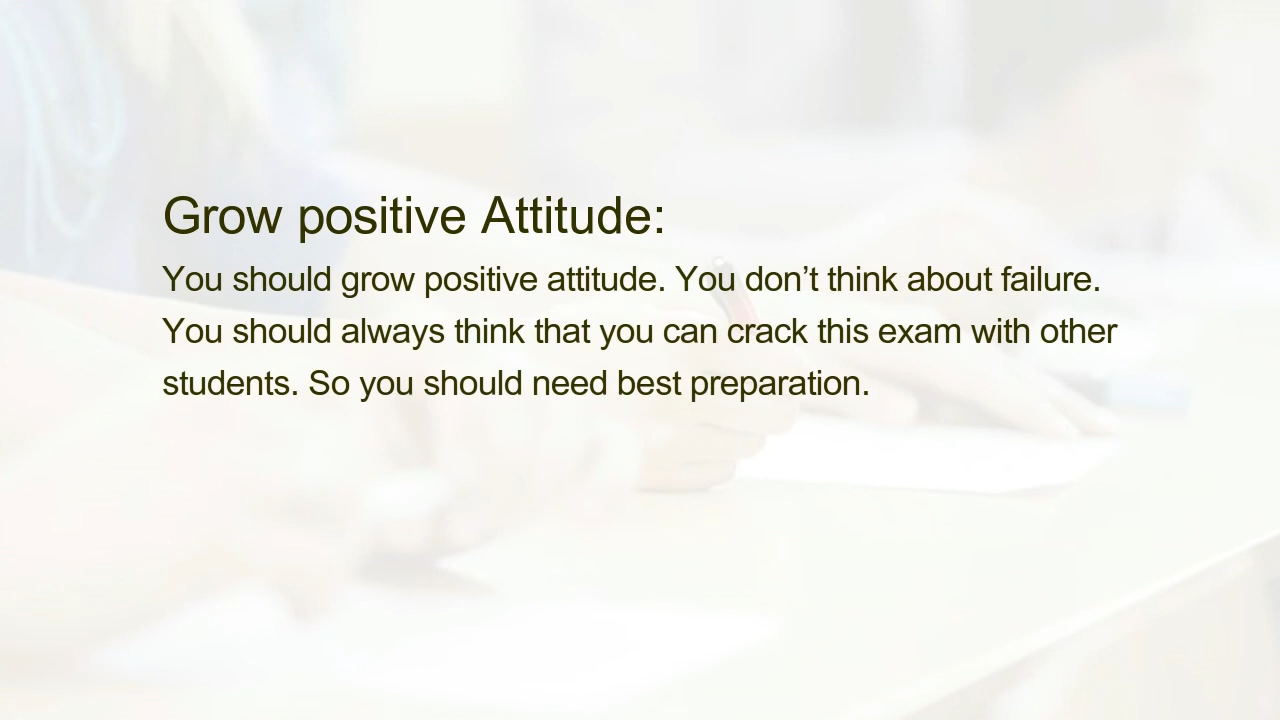 Grow positive Attitude:
You should grow positive attitude. You don’t think about failure.
You should always think that you can crack this exam with other
students. So you should need best preparation.